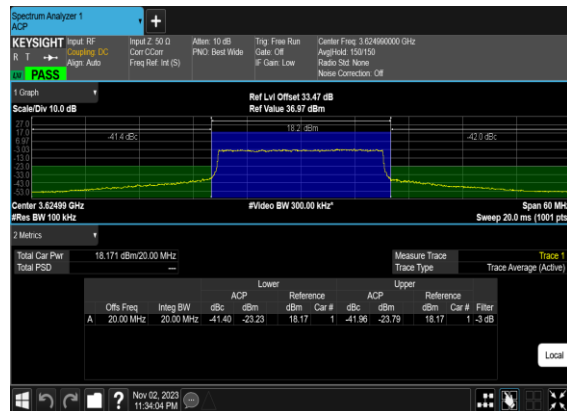 Spectrum Analyzer 1
ACP
+
KEYSIGHT Input: RF Input Z: 50 Ω Atten: 10 dB Trig: Free Run Center Freq: 3.624990000 GHz
R T Coupling: DC Corr CCorr PNO: Best Wide Gate: Off Avg|Hold: 150/150
Align: Auto Freq Ref: Int (S) IF Gain: Low Radio Std: None
LXI PASS Noise Correction: Off
1 Graph
Ref Lvl Offset 33.47 dB
Scale/Div 10.0 dB Ref Value 36.97 dBm
27.0
17.0 18.2 dBm
6.97 -41.4 dBc -42.0 dBc
-3.03
-13.0
-23.0
-33.0
-43.0
-53.0
Center 3.62499 GHz #Video BW 300.00 kHz* Span 60 MHz
#Res BW 100 kHz Sweep 20.0 ms (1001 pts)
2 Metrics
Total Car Pwr 18.171 dBm/20.00 MHz Measure Trace Trace 1
Total PSD --- Trace Type Trace Average (Active)
Lower Upper
ACP Reference ACP Reference
Offs Freq Integ BW dBc dBm dBm Car # dBc dBm dBm Car # Filter
A 20.00 MHz 20.00 MHz -41.40 -23.23 18.17 1 -41.96 -23.79 18.17 1 -3 dB
Local
? Nov 02, 2023
11:34:04 PM